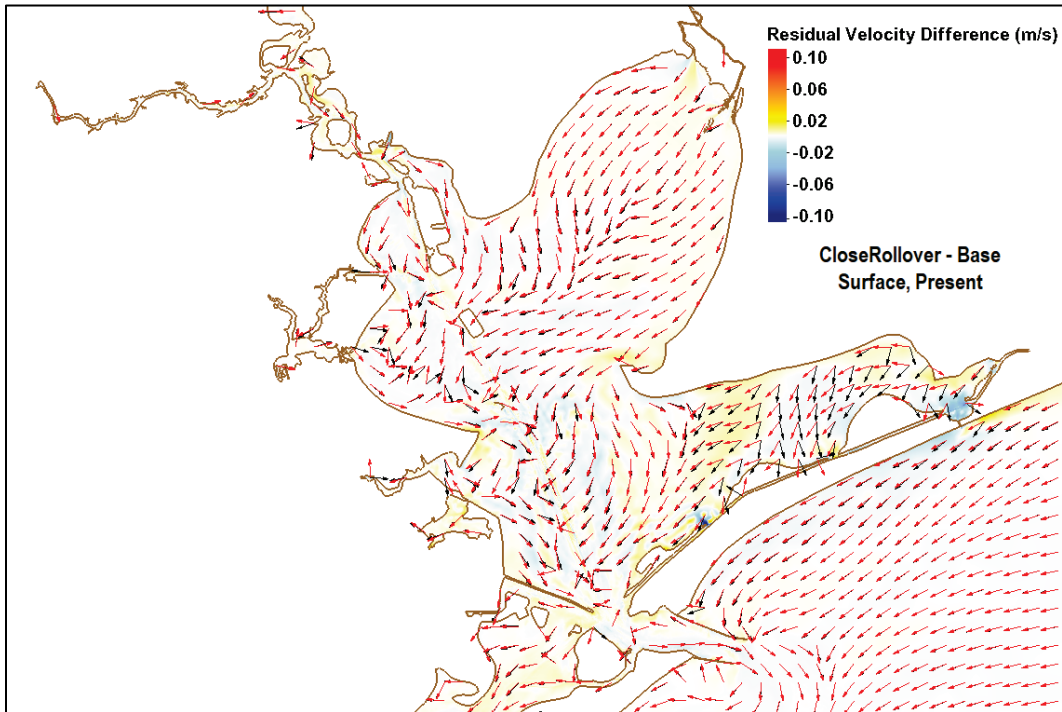 Residual Velocity Difference (m/s)
0.10
0.06
0.02
-0.02
-0.06
-0.10
CloseRollover - Base
Surface, Present